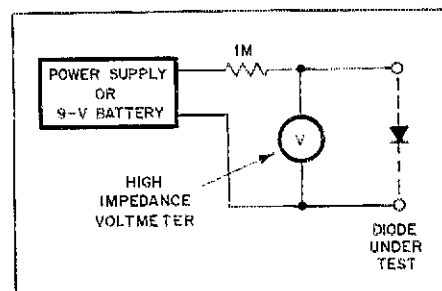 1M
POWER SUPPLY
OR
9-V BATTERY
V
HIGH
IMPEDANCE
VOLTMETER
DIODE
UNDER
TEST